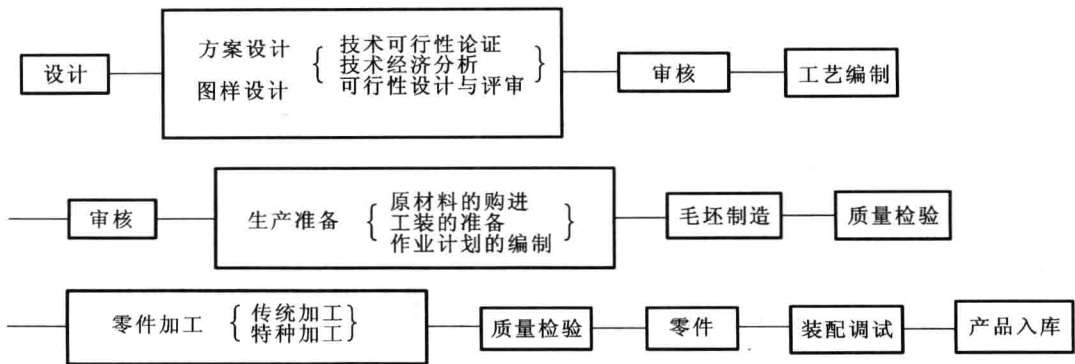 设计
方案设计
图样设计
技术可行性论证
技术经济分析
可行性设计与评审
审核
工艺编制
审核
生产准备
原材料的购进
工装的准备
作业计划的编制
毛坯制造
质量检验
零件加工
传统加工
特种加工
质量检验
零件
装配调试
产品入库